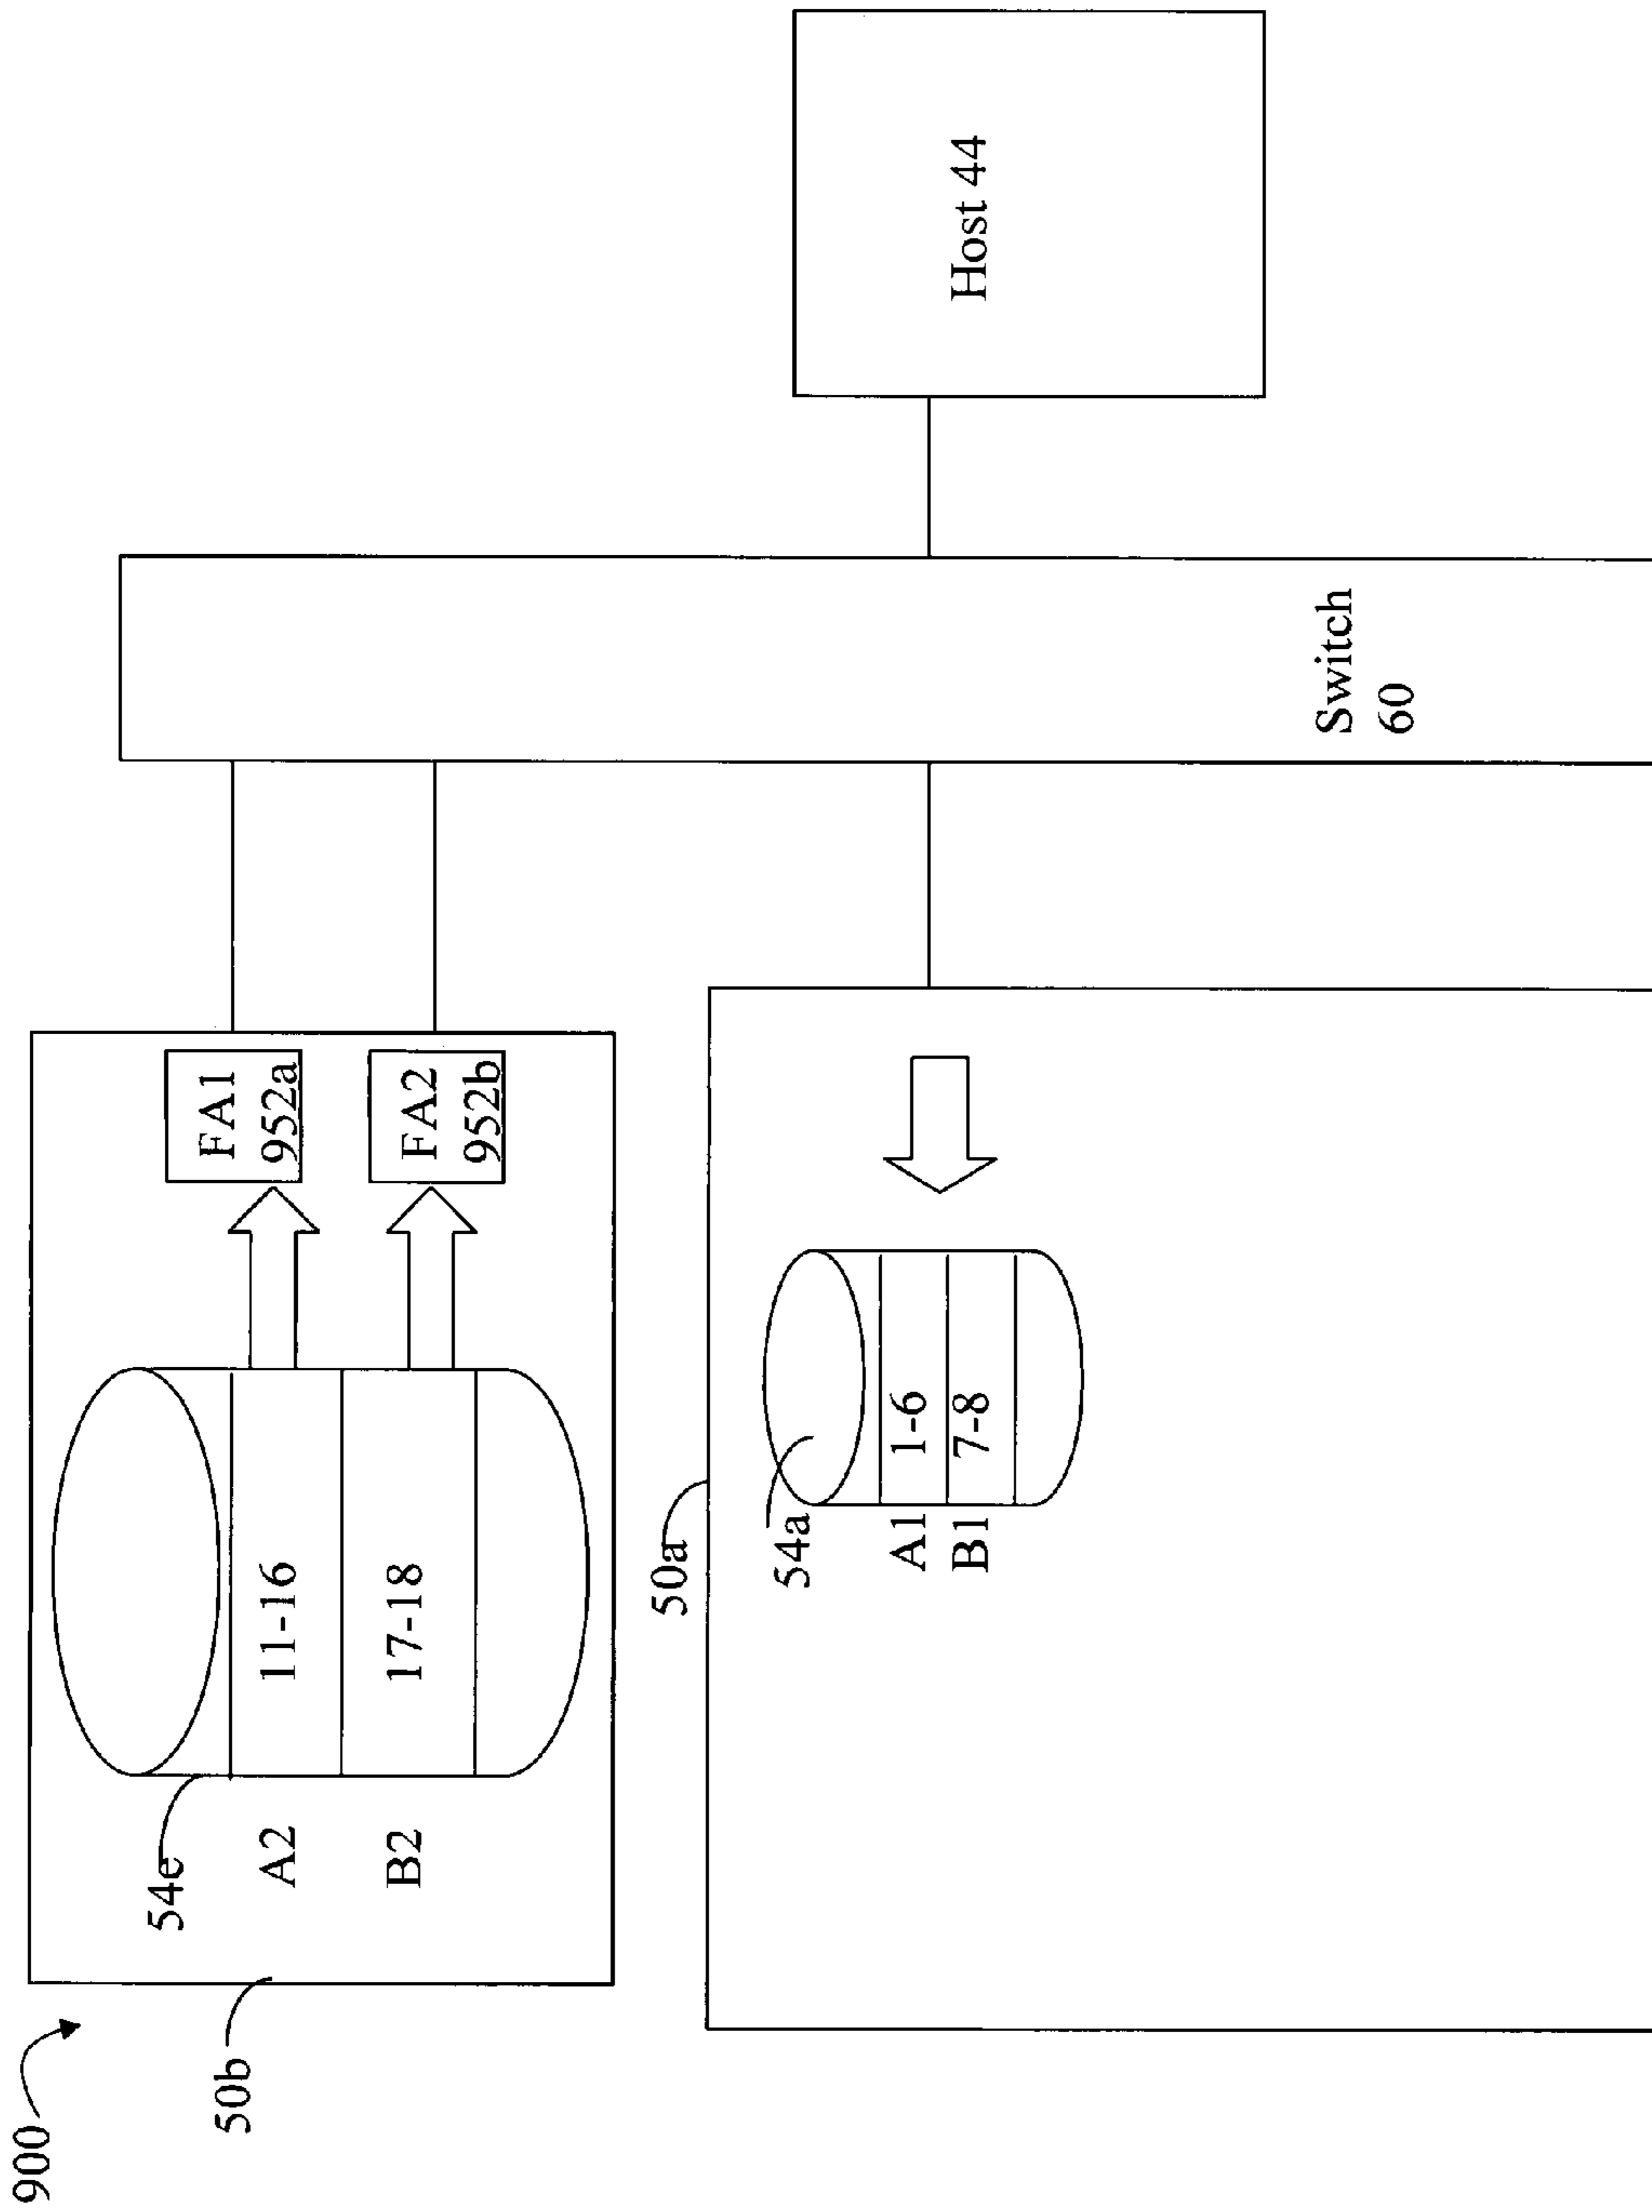 900
50b
54e
FA1
952a
A2 11-16
FA2
952b
B2 17-18
50a
54a
A1 1-6
B1 7-8
Host 44
Switch
60